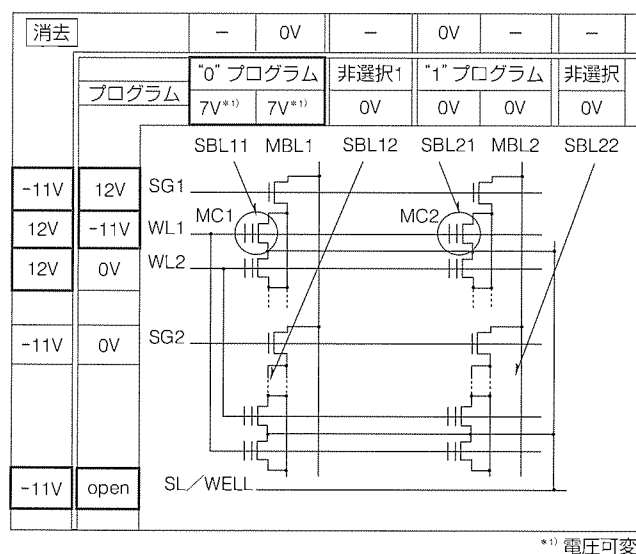 消去 — 0V — 0V — —
"0" プログラム 非選択1 "1" プログラム 非選択
プログラム
7V*1) 7V*1) 0V 0V 0V 0V
SBL11 MBL1 SBL12 SBL21 MBL2 SBL22
-11V 12V SG1
MC1 MC2
12V -11V WL1
12V 0V WL2
-11V 0V SG2
-11V open SL／WELL
*1) 電圧可変